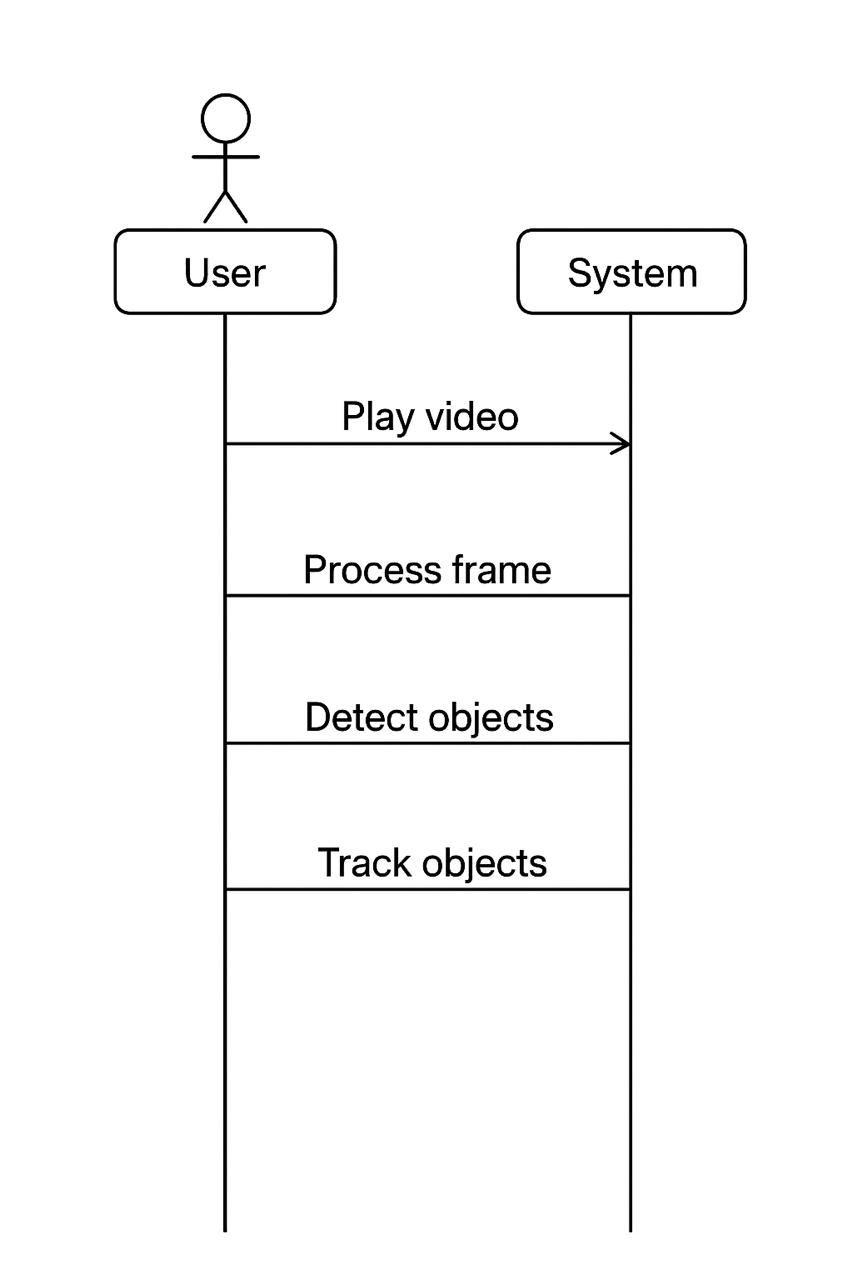 User
System
Play video
Process frame
Detect objects
Track objects